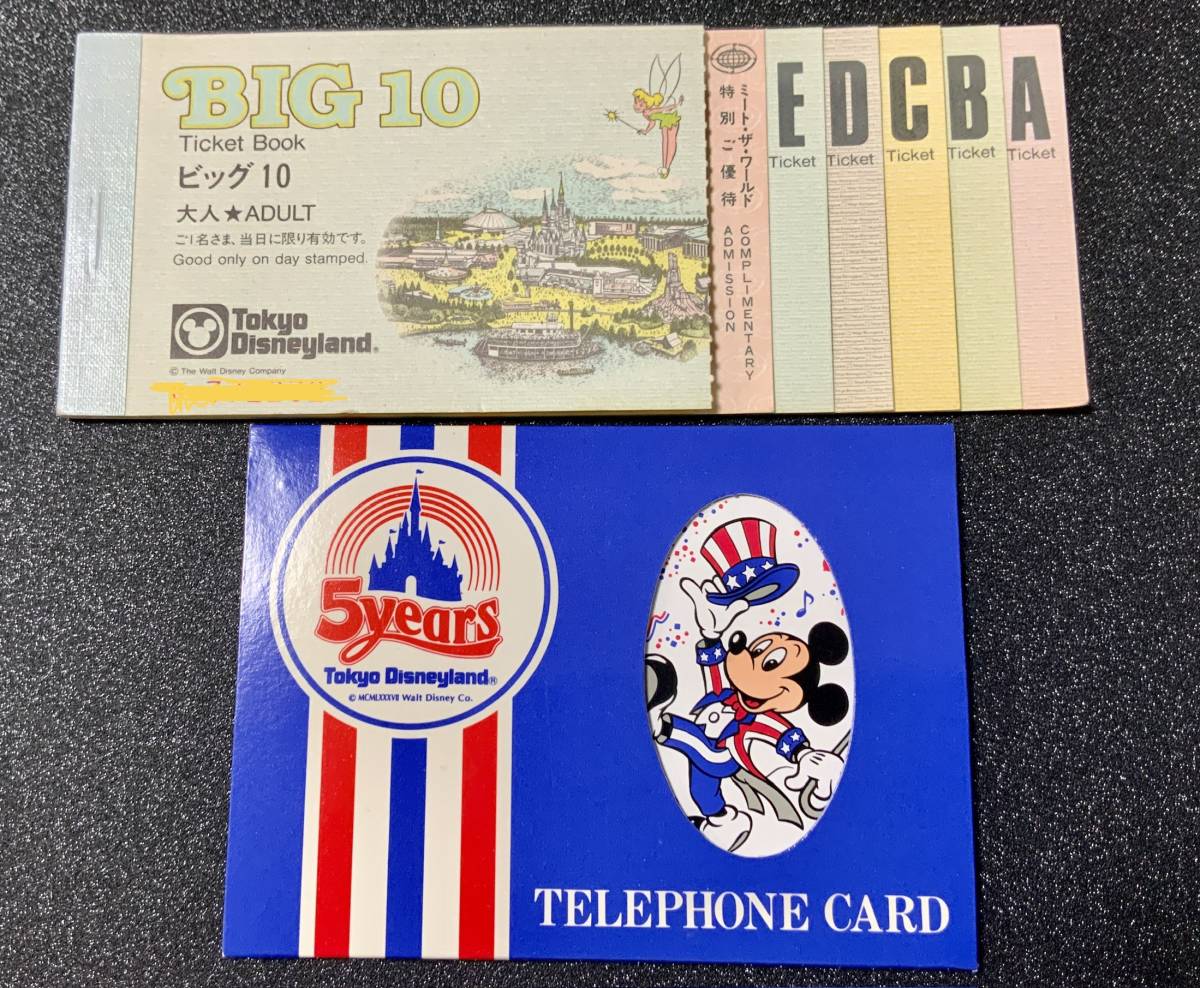 BIG 10
Ticket Book
ビッグ 10
大人★ADULT
ご1名さま、当日に限り有効です。
Good only on day stamped.
Tokyo
Disneyland®
© The Walt Disney Company
ミート・ザ・ワールド
特別ご優待
COMPLIMENTARY
ADMISSION
E
Ticket
D
Ticket
C
Ticket
B
Ticket
A
Ticket
5years
Tokyo Disneyland®
© MCMLXXXVII Walt Disney Co.
TELEPHONE CARD